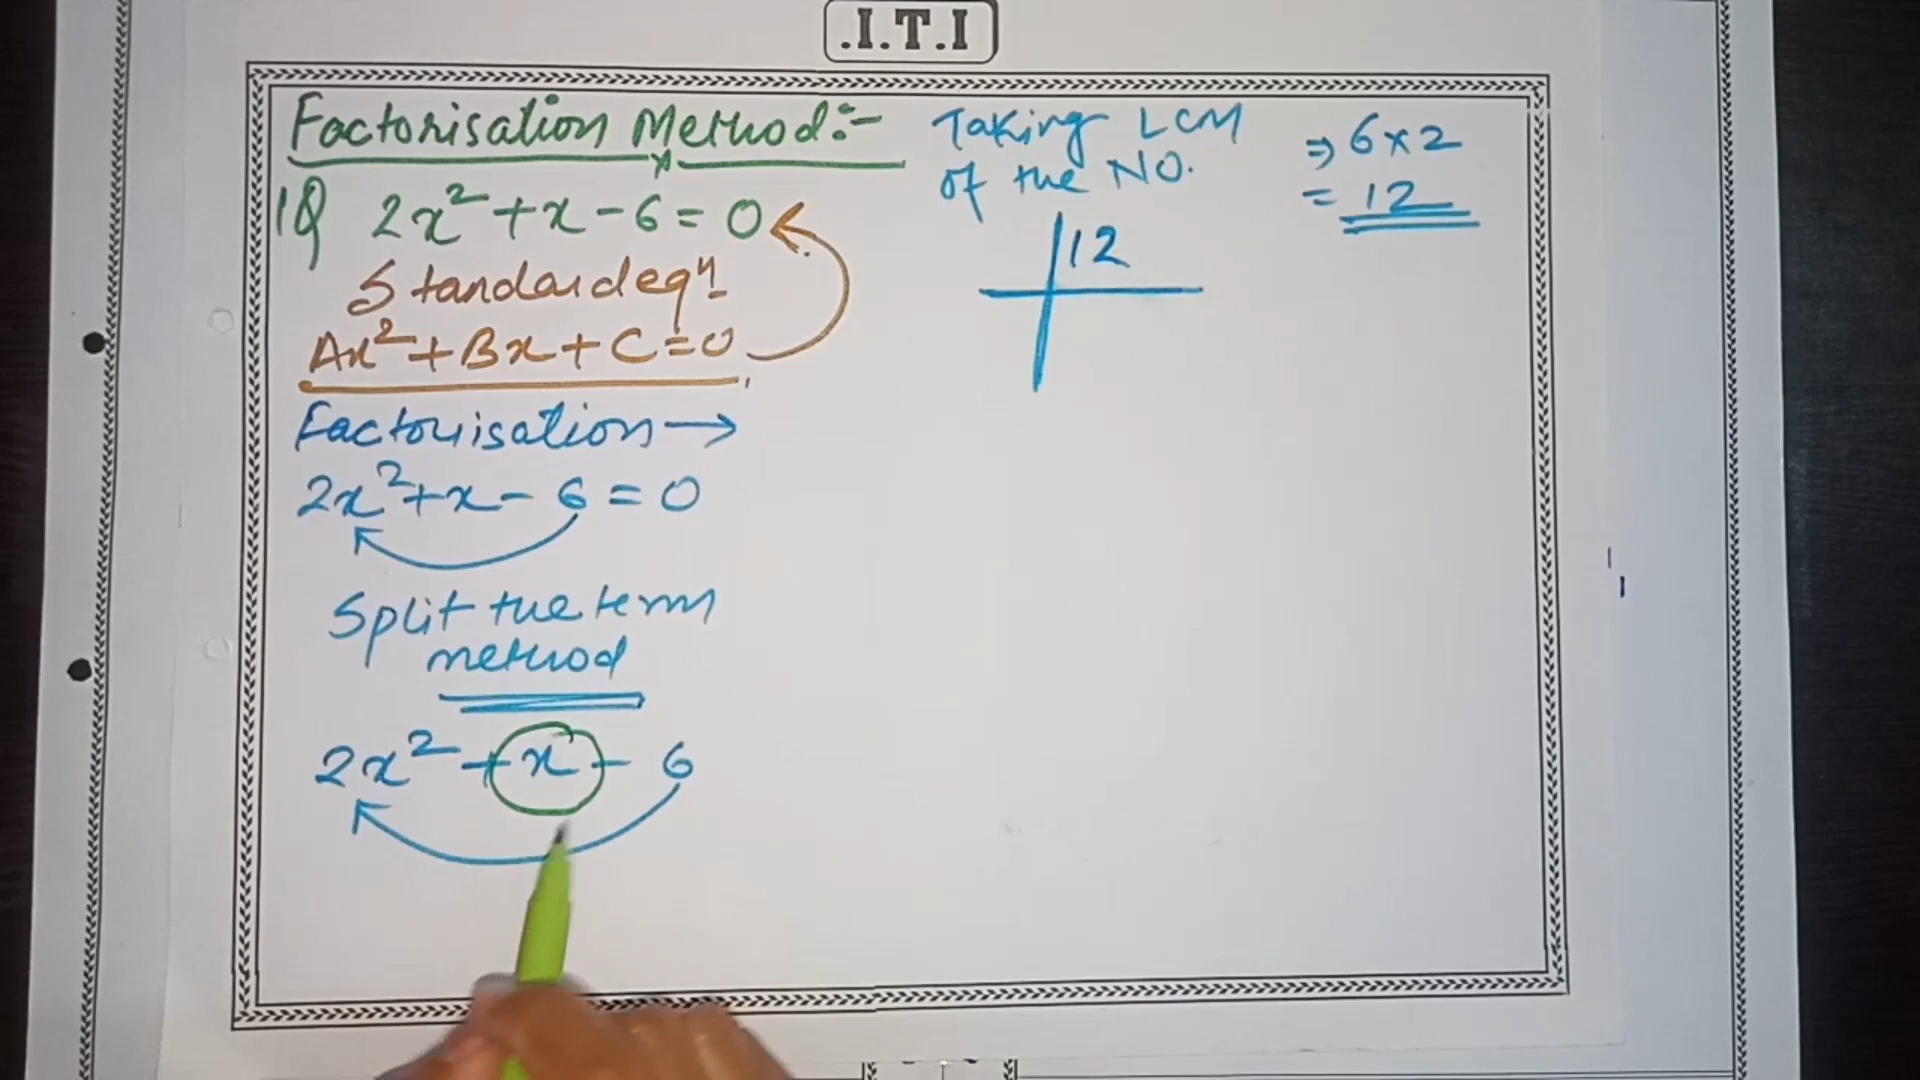 .I.T.I
Factorisation Method:-
1Q 2x² + x - 6 = 0
Standard eqn
Ax² + Bx + C = 0
Factorisation →
2x² + x - 6 = 0
Split the term
method
2x² + x - 6
Taking LCM
of the NO.
12
⇒ 6 × 2
= 12